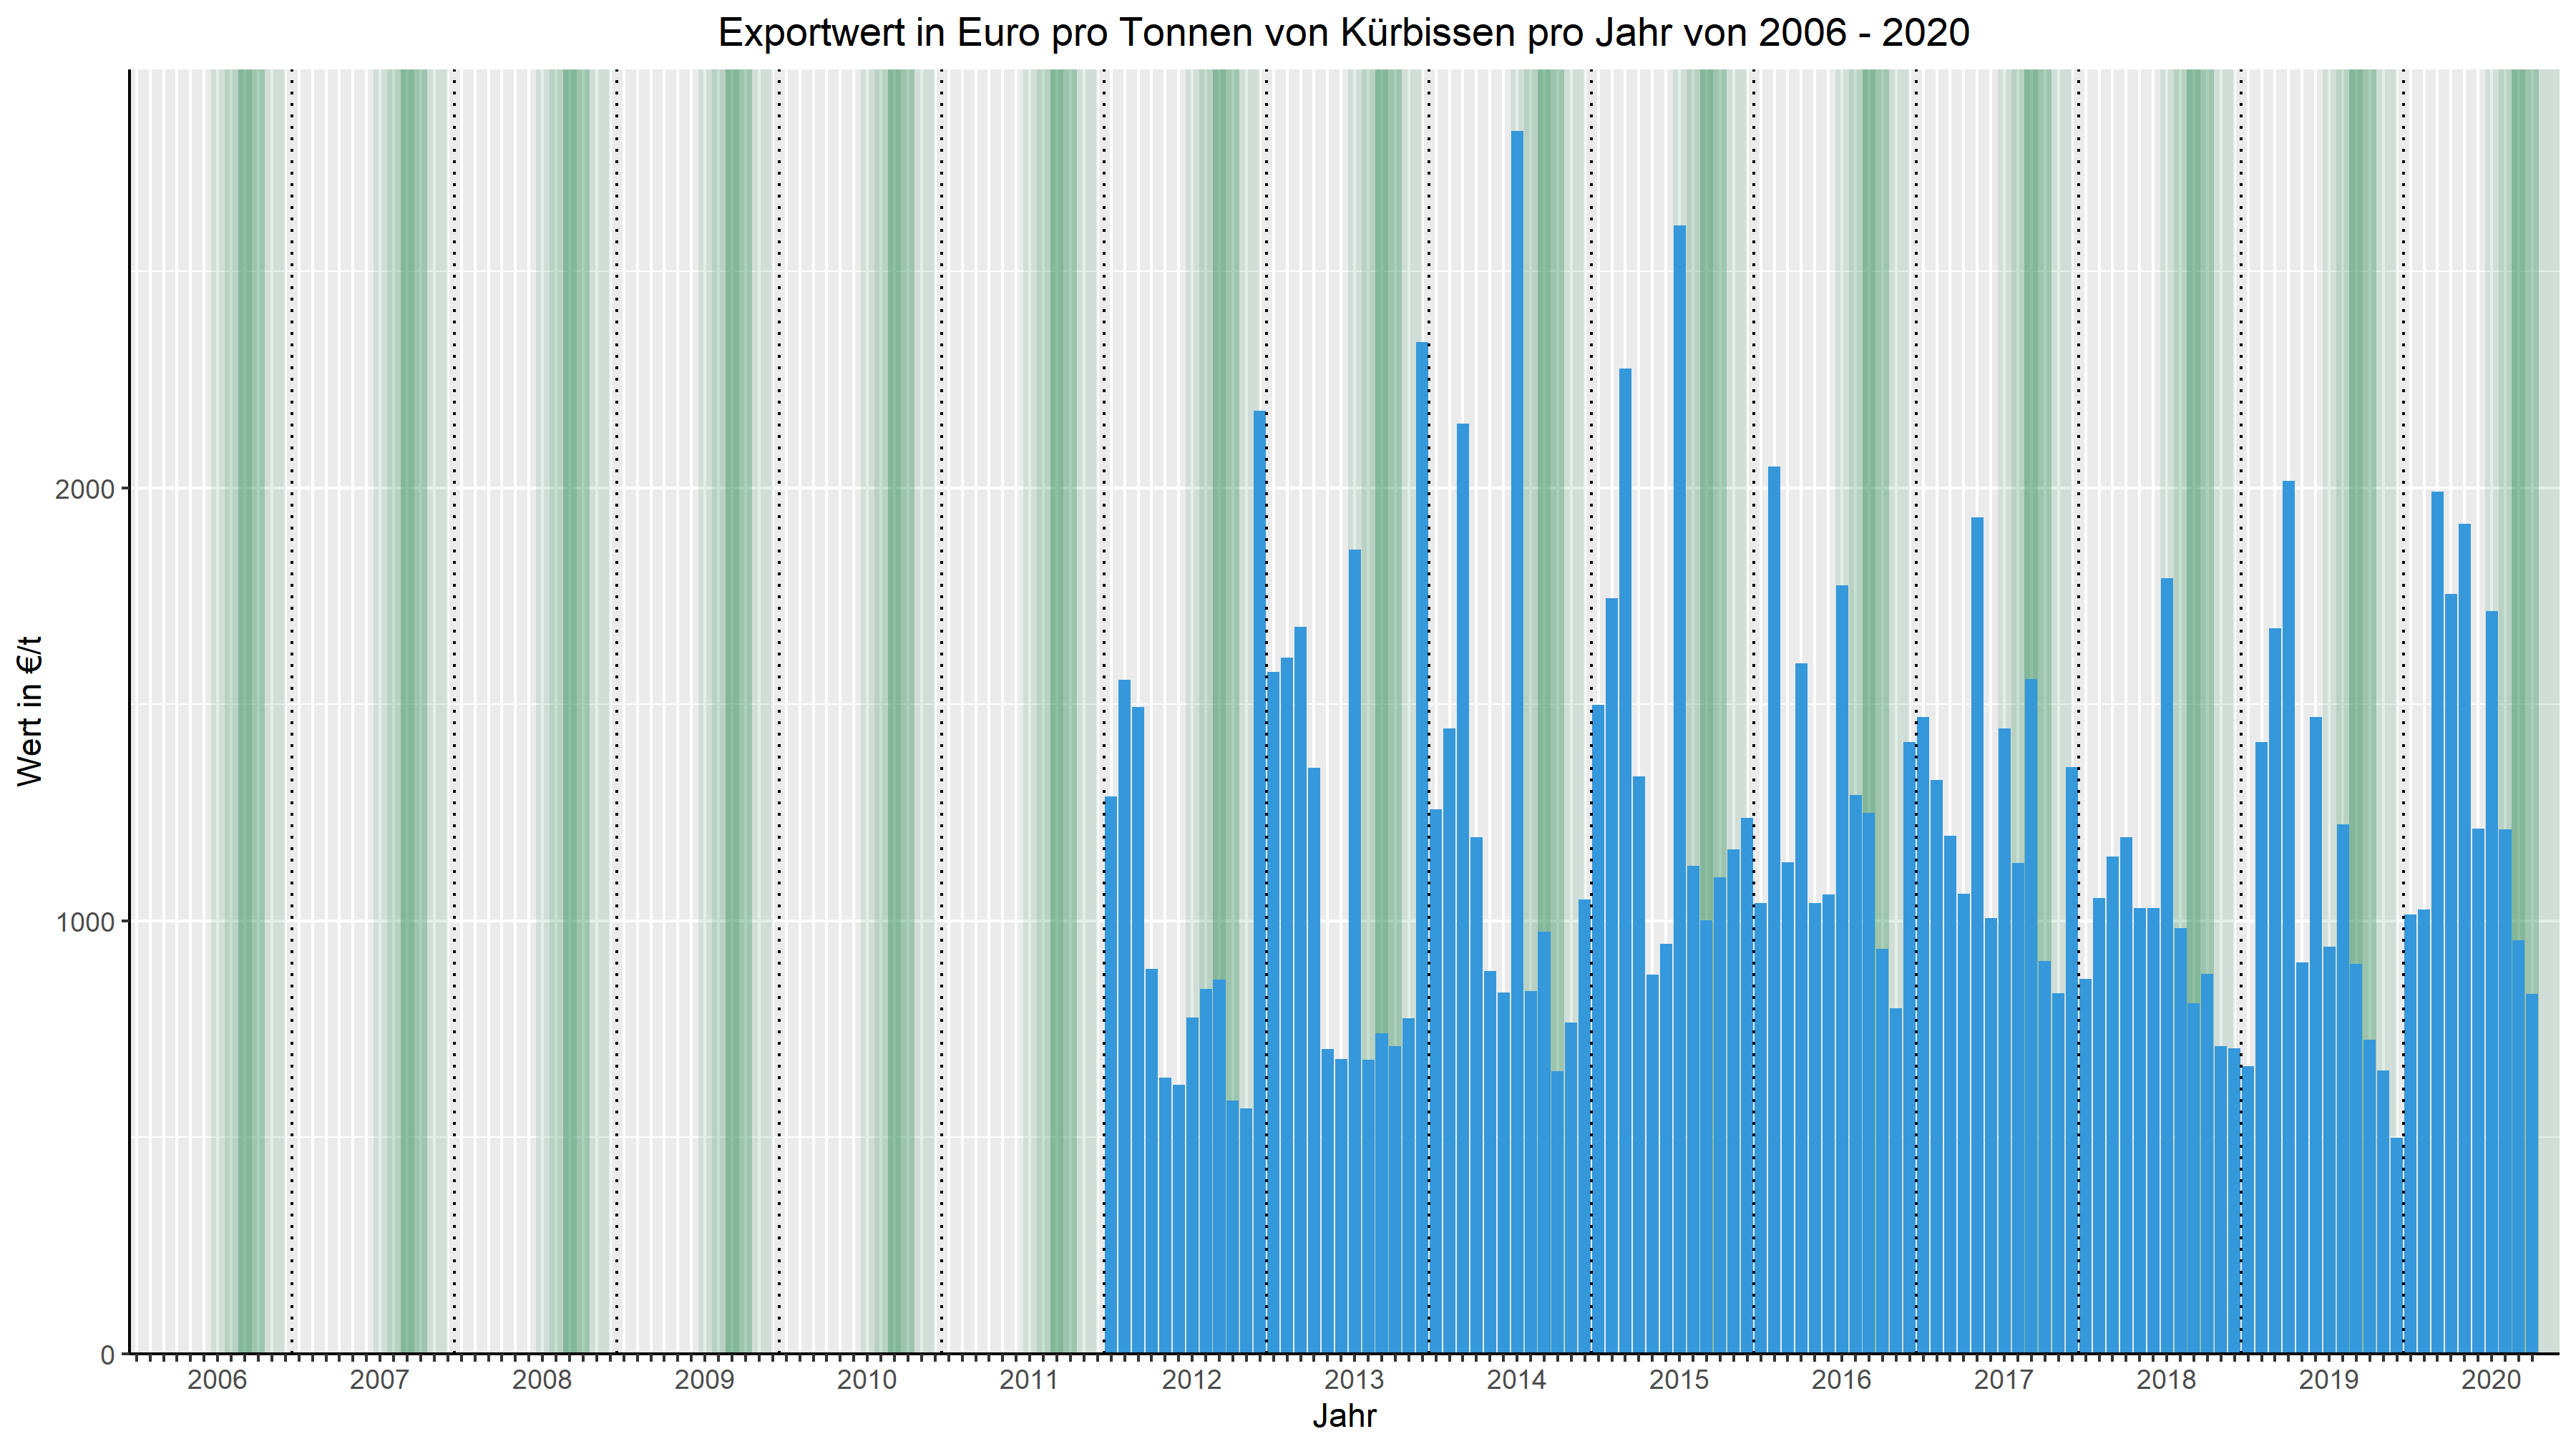 Exportwert in Euro pro Tonnen von Kürbissen pro Jahr von 2006 - 2020
Wert in €/t
2000
1000
0
2006 2007 2008 2009 2010 2011 2012 2013 2014 2015 2016 2017 2018 2019 2020
Jahr